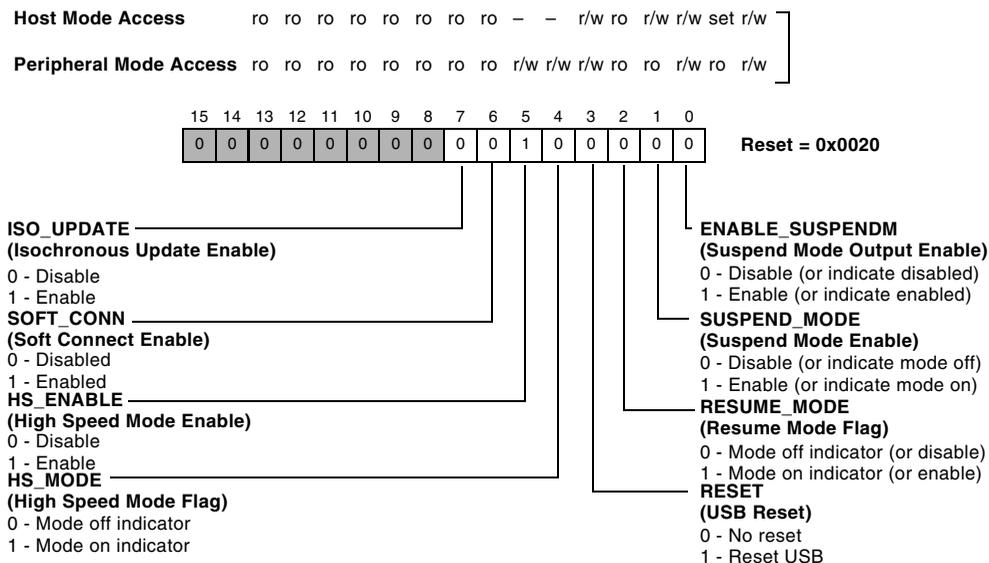 Host Mode Access ro ro ro ro ro ro ro ro – – r/w ro r/w r/w set r/w
Peripheral Mode Access ro ro ro ro ro ro ro ro r/w r/w r/w ro ro r/w ro r/w
15 14 13 12 11 10 9 8 7 6 5 4 3 2 1 0
0 0 0 0 0 0 0 0 0 0 1 0 0 0 0 0 Reset = 0x0020
ISO_UPDATE
(Isochronous Update Enable)
0 - Disable
1 - Enable
SOFT_CONN
(Soft Connect Enable)
0 - Disabled
1 - Enabled
HS_ENABLE
(High Speed Mode Enable)
0 - Disable
1 - Enable
HS_MODE
(High Speed Mode Flag)
0 - Mode off indicator
1 - Mode on indicator
ENABLE_SUSPENDM
(Suspend Mode Output Enable)
0 - Disable (or indicate disabled)
1 - Enable (or indicate enabled)
SUSPEND_MODE
(Suspend Mode Enable)
0 - Disable (or indicate mode off)
1 - Enable (or indicate mode on)
RESUME_MODE
(Resume Mode Flag)
0 - Mode off indicator (or disable)
1 - Mode on indicator (or enable)
RESET
(USB Reset)
0 - No reset
1 - Reset USB